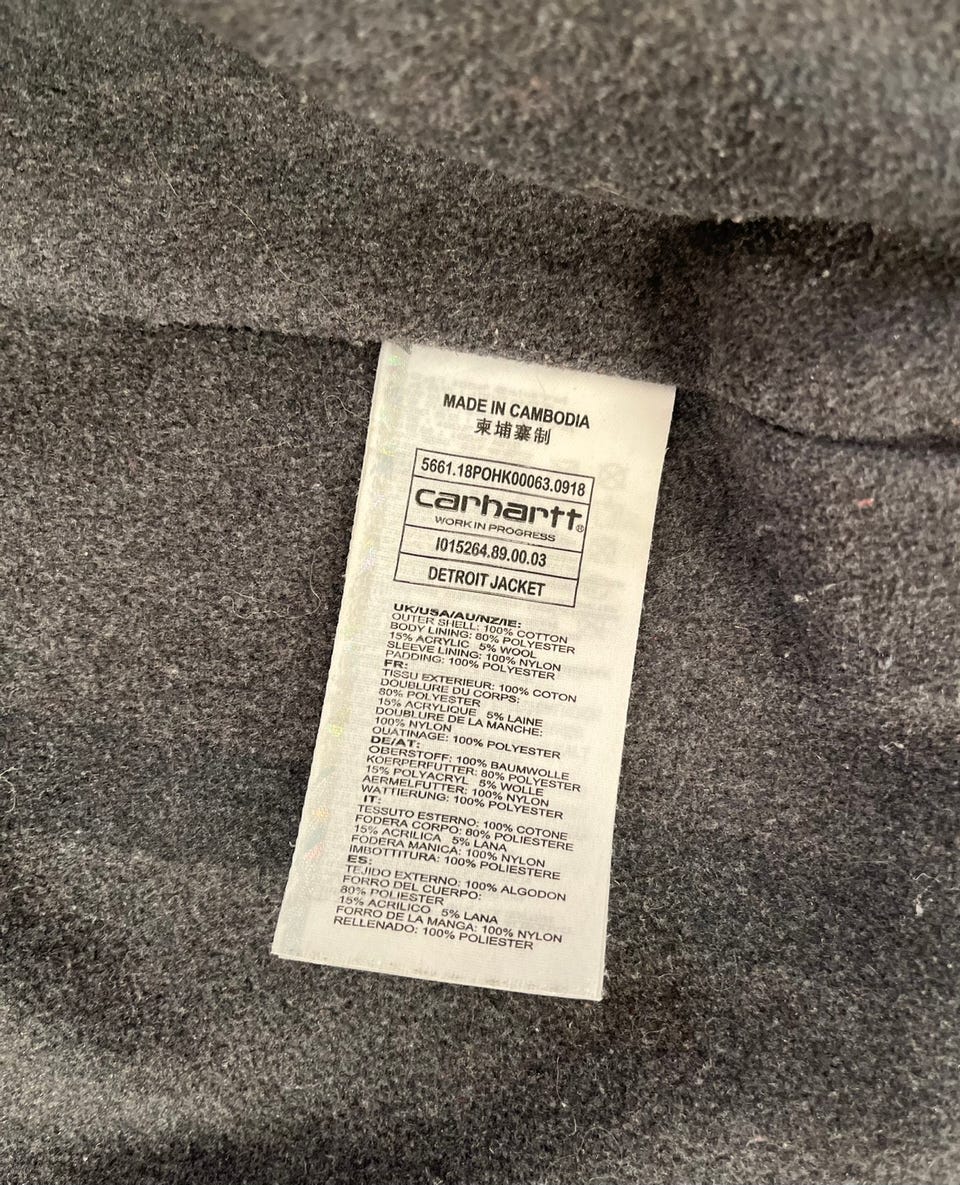 MADE IN CAMBODIA
柬埔寨制
5661.18POHK00063.0918
carhartt®
WORK IN PROGRESS
I015264.89.00.03
DETROIT JACKET
UK/USA/AU/NZ/IE:
OUTER SHELL: 100% COTTON
BODY LINING: 80% POLYESTER
15% ACRYLIC 5% WOOL
SLEEVE LINING: 100% NYLON
PADDING: 100% POLYESTER
FR:
TISSU EXTERIEUR: 100% COTON
DOUBLURE DU CORPS:
80% POLYESTER
15% ACRYLIQUE 5% LAINE
DOUBLURE DE LA MANCHE:
100% NYLON
OUATINAGE: 100% POLYESTER
DE/AT:
OBERSTOFF: 100% BAUMWOLLE
KOERPERFUTTER: 80% POLYESTER
15% POLYACRYL 5% WOLLE
AERMELFUTTER: 100% NYLON
WATTIERUNG: 100% POLYESTER
IT:
TESSUTO ESTERNO: 100% COTONE
FODERA CORPO: 80% POLIESTERE
15% ACRILICA 5% LANA
FODERA MANICA: 100% NYLON
IMBOTTITURA: 100% POLIESTERE
ES:
TEJIDO EXTERNO: 100% ALGODON
FORRO DEL CUERPO:
80% POLIESTER
15% ACRILICO 5% LANA
FORRO DE LA MANGA: 100% NYLON
RELLENADO: 100% POLIESTER